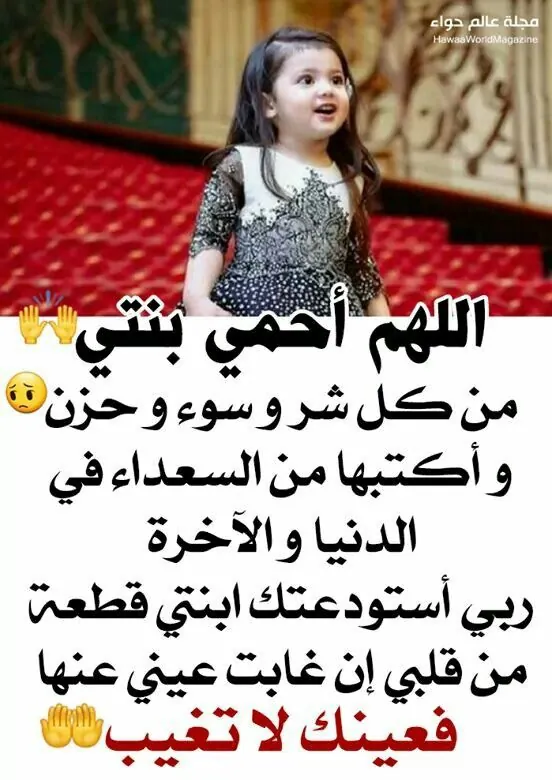 مجلة عالم حواء
HawaaWorldMagazine
اللهم أحمي بنتي🙌
من كل شر و سوء و حزن😔
و أكتبها من السعداء في
الدنيا و الآخرة
ربي أستودعتك ابنتي قطعة
من قلبي إن غابت عيني عنها
فعينك لا تغيب🤲